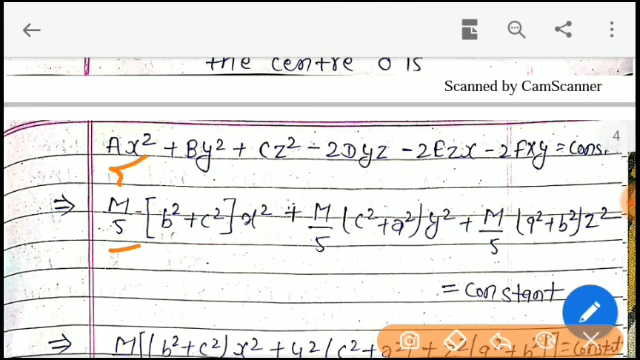 the centre O is
Scanned by CamScanner
4
Ax² + By² + Cz² - 2Dyz - 2Ezx - 2Fxy = Cons.
⇒ M/5 [b²+c²]x² + M/5 (c²+a²)y² + M/5 (a²+b²)z²
= constant
⇒ M[(b²+c²)x² + y²(c²+a²) +